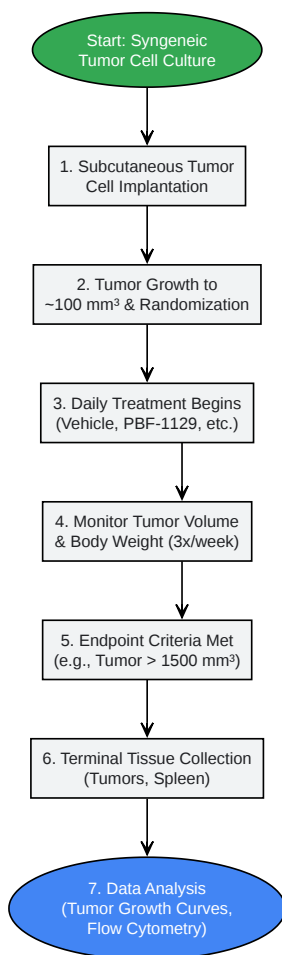 Start: Syngeneic
Tumor Cell Culture
1. Subcutaneous Tumor
Cell Implantation
2. Tumor Growth to
~100 mm³ & Randomization
3. Daily Treatment Begins
(Vehicle, PBF-1129, etc.)
4. Monitor Tumor Volume
& Body Weight (3x/week)
5. Endpoint Criteria Met
(e.g., Tumor > 1500 mm³)
6. Terminal Tissue Collection
(Tumors, Spleen)
7. Data Analysis
(Tumor Growth Curves,
Flow Cytometry)